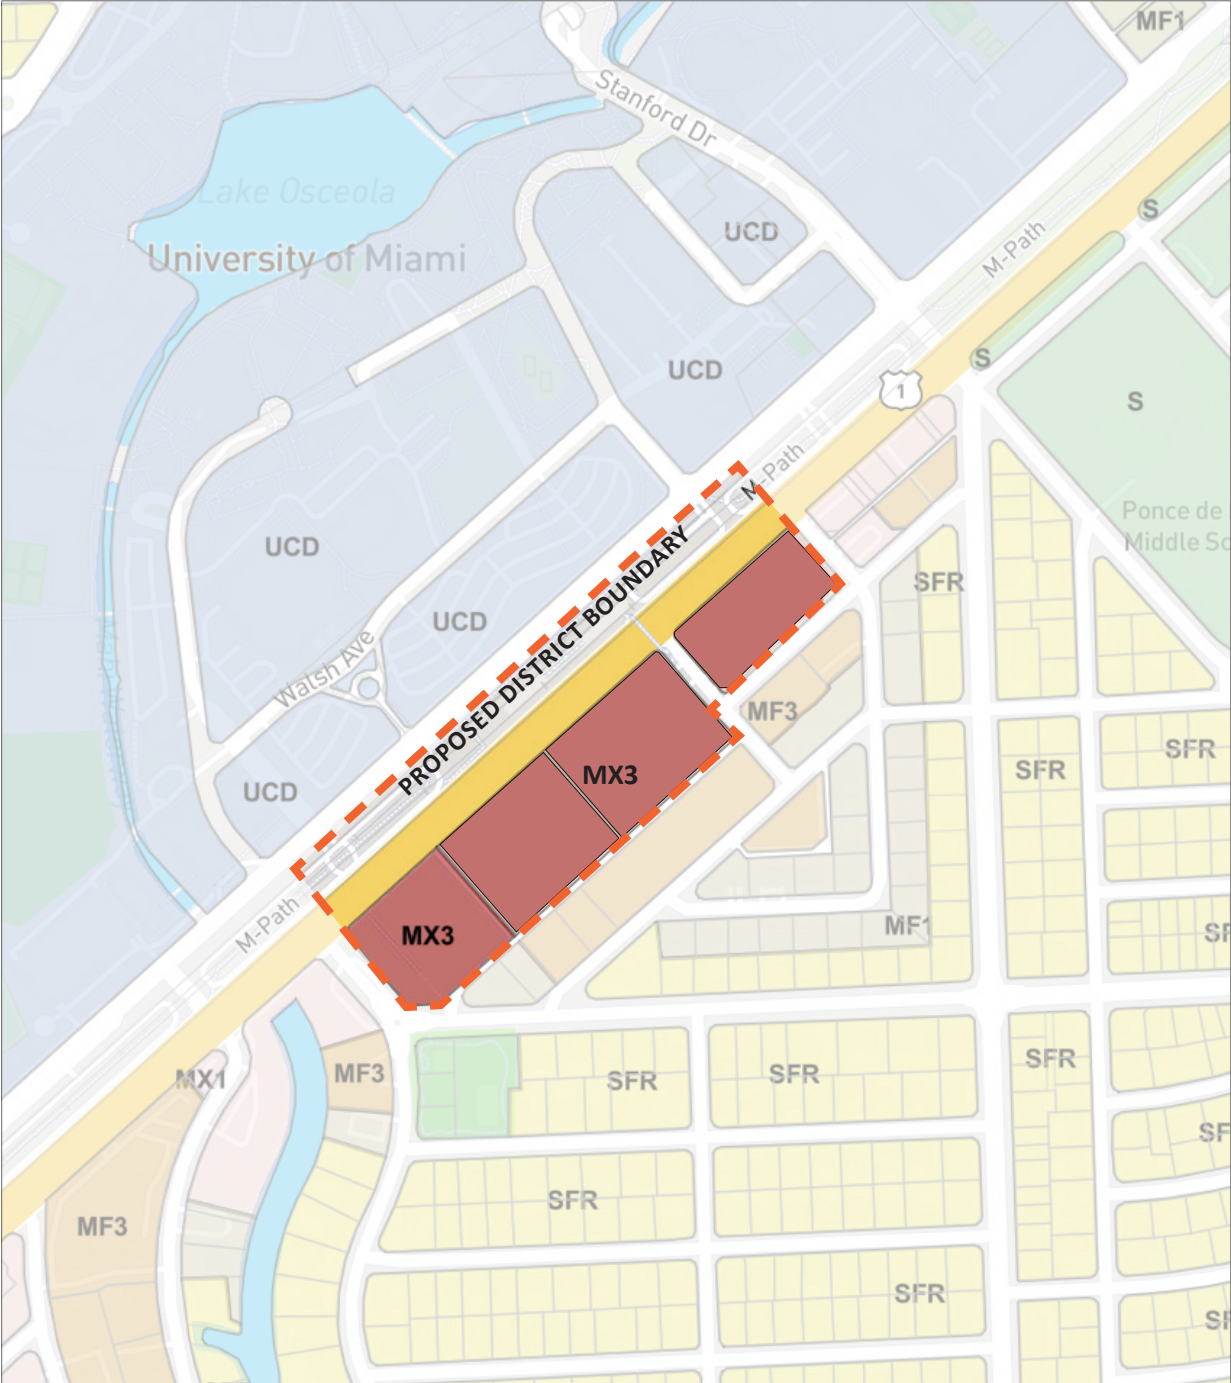 MF1
Stanford Dr
Lake Osceola
University of Miami
UCD
S
M-Path
UCD
S
1
S
M-Path
Ponce de
Middle Sc
UCD
PROPOSED DISTRICT BOUNDARY
SFR
UCD
Walsh Ave
MF3
SFR
SFR
MX3
UCD
M-Path
MX3
MF1
SF
MX1
MF3
SFR
SFR
SFR
SF
SFR
MF3
SFR
SF